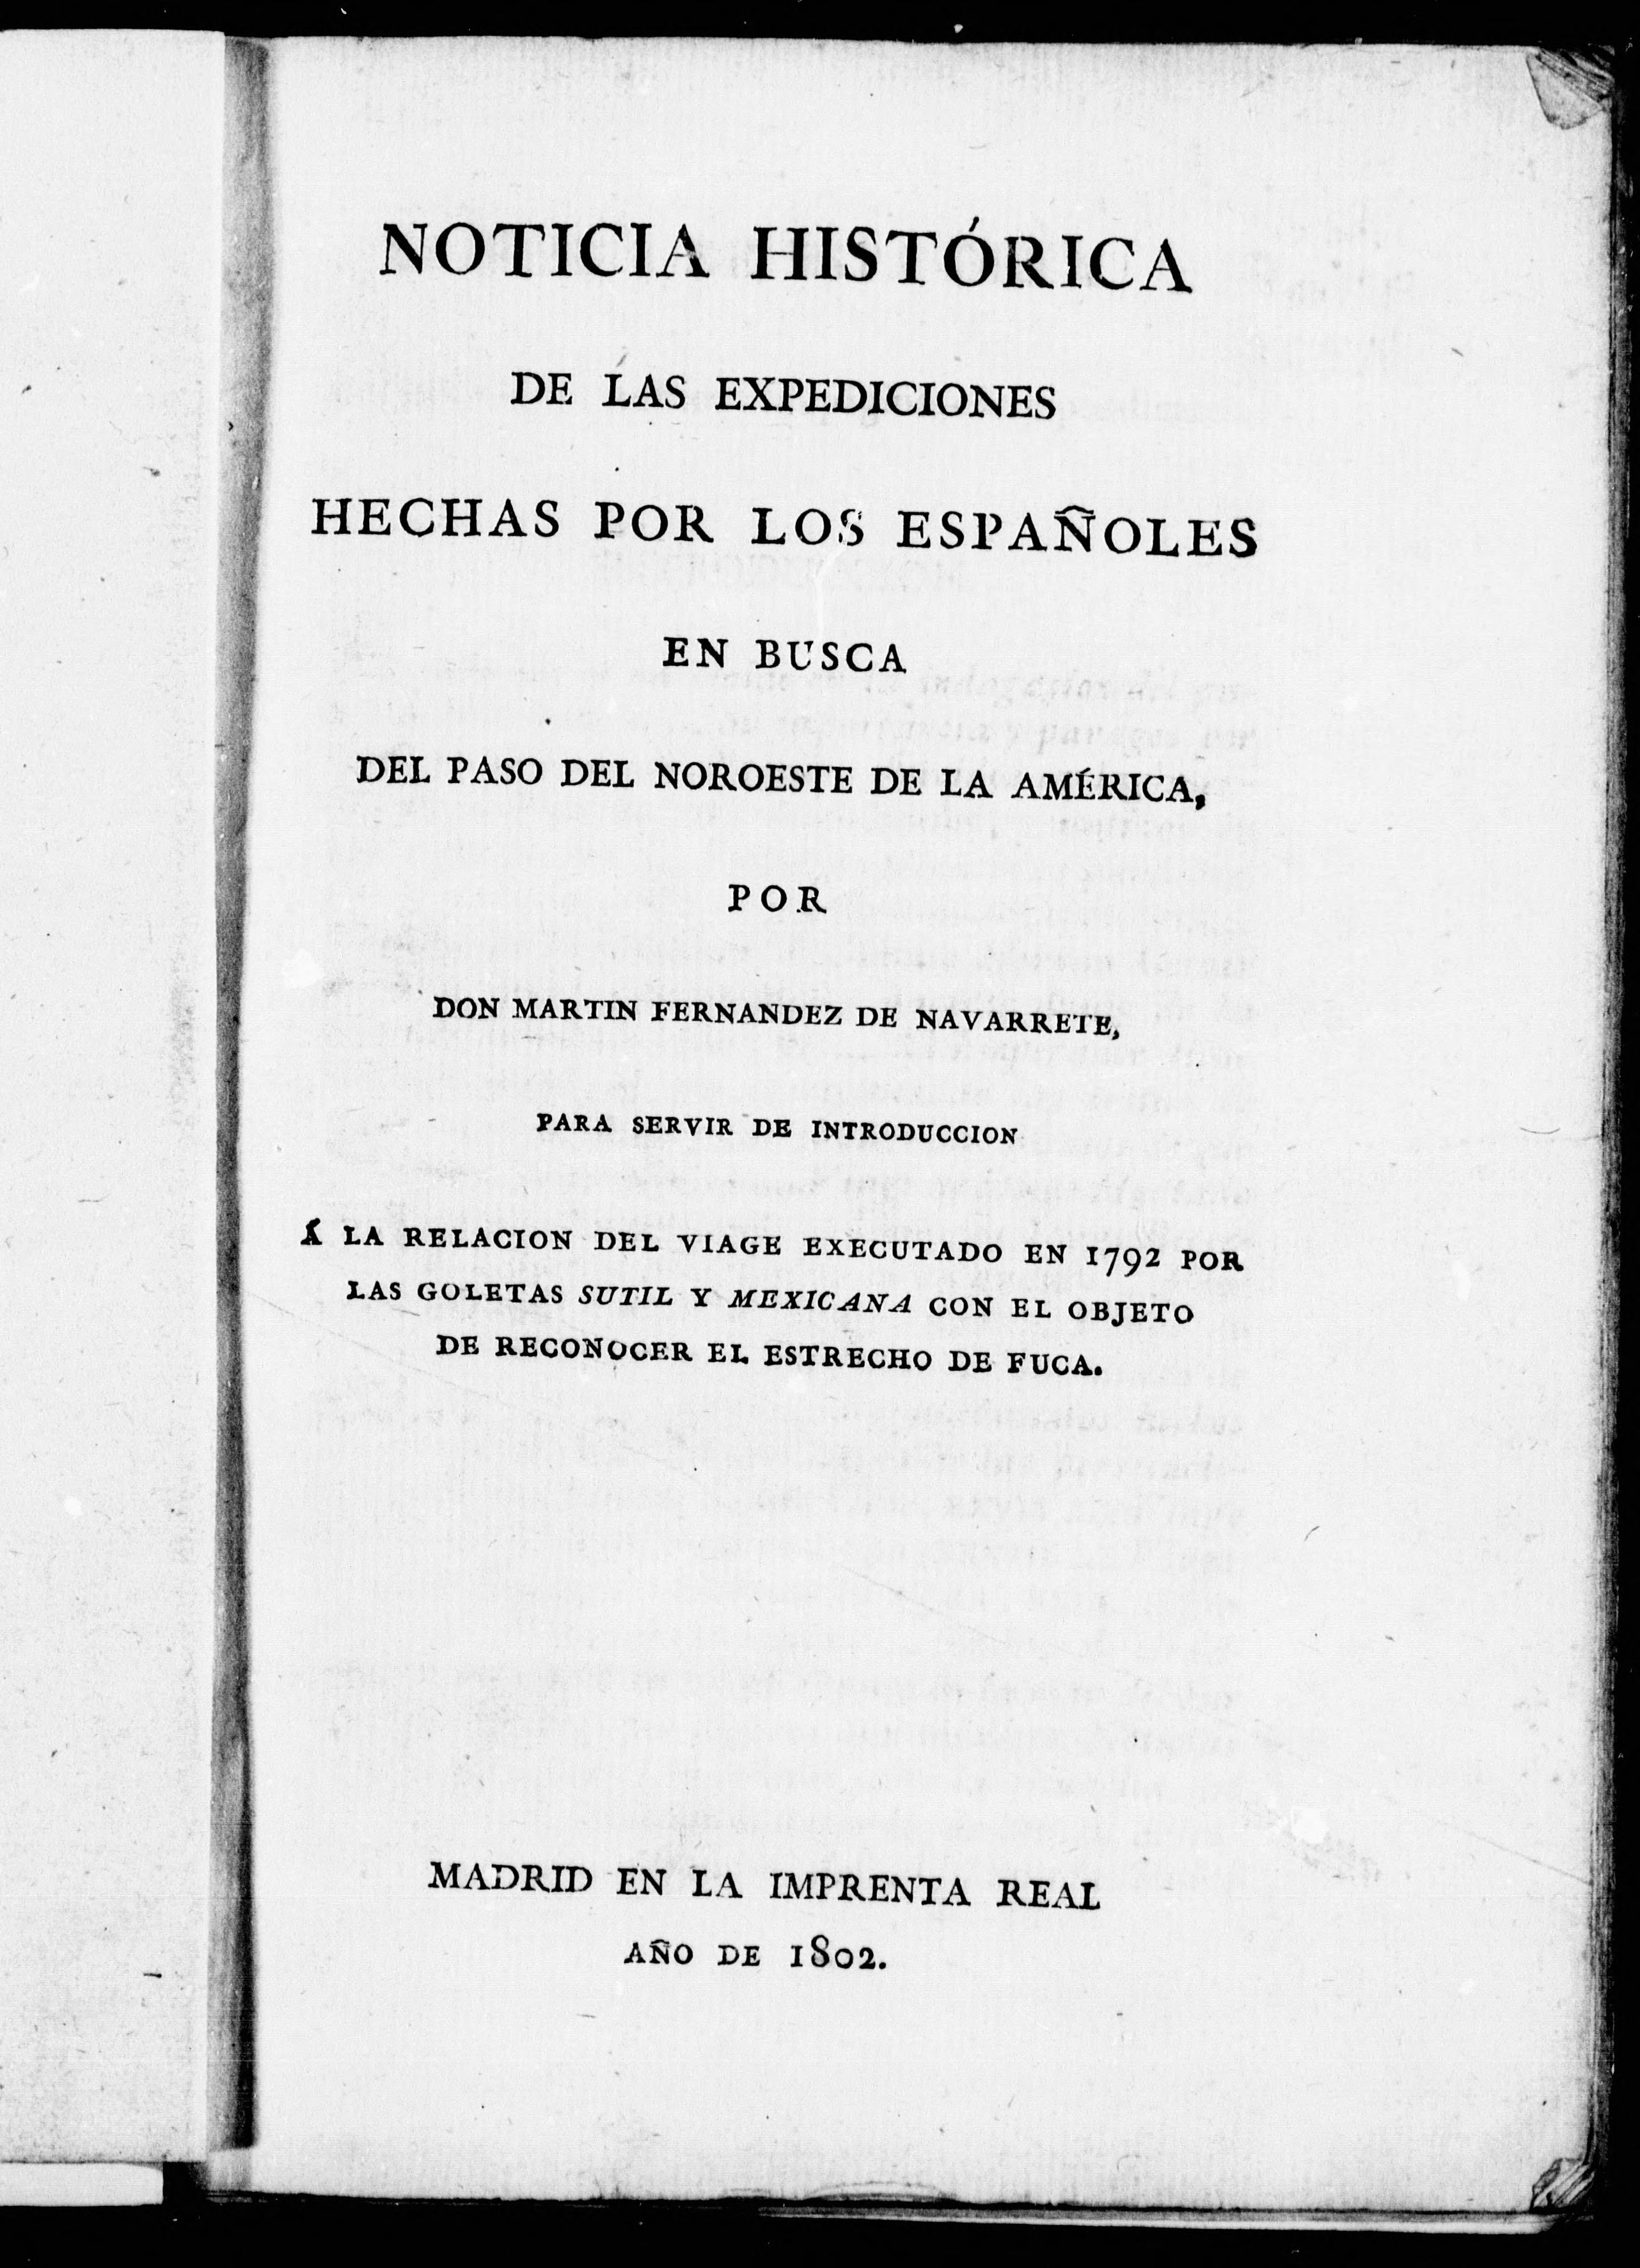 NOTICIA HISTÓRICA
DE LAS EXPEDICIONES
HECHAS POR LOS ESPAÑOLES
EN BUSCA
DEL PASO DEL NOROESTE DE LA AMÉRICA,
POR
DON MARTIN FERNANDEZ DE NAVARRETE,
PARA SERVIR DE INTRODUCCION
Á LA RELACION DEL VIAGE EXECUTADO EN 1792 POR
LAS GOLETAS SUTIL Y MEXICANA CON EL OBJETO
DE RECONOCER EL ESTRECHO DE FUCA.
MADRID EN LA IMPRENTA REAL
AÑO DE 1802.